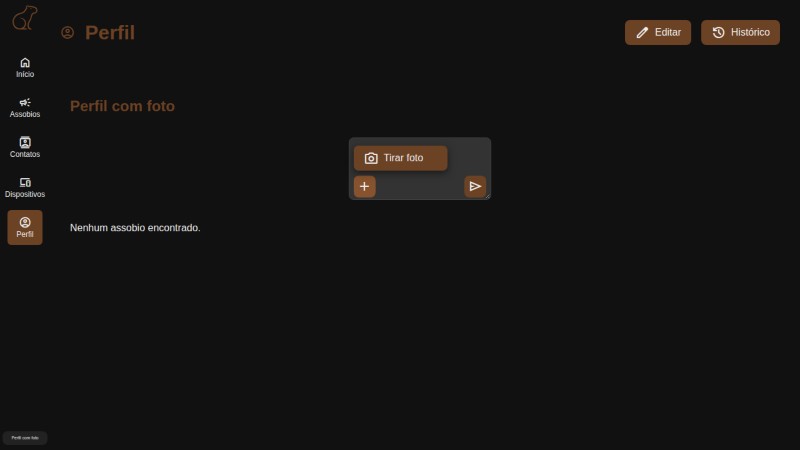 Perfil
Editar
Histórico
Início
Assobios
Contatos
Dispositivos
Perfil
Perfil com foto
Tirar foto
Nenhum assobio encontrado.
Perfil com foto